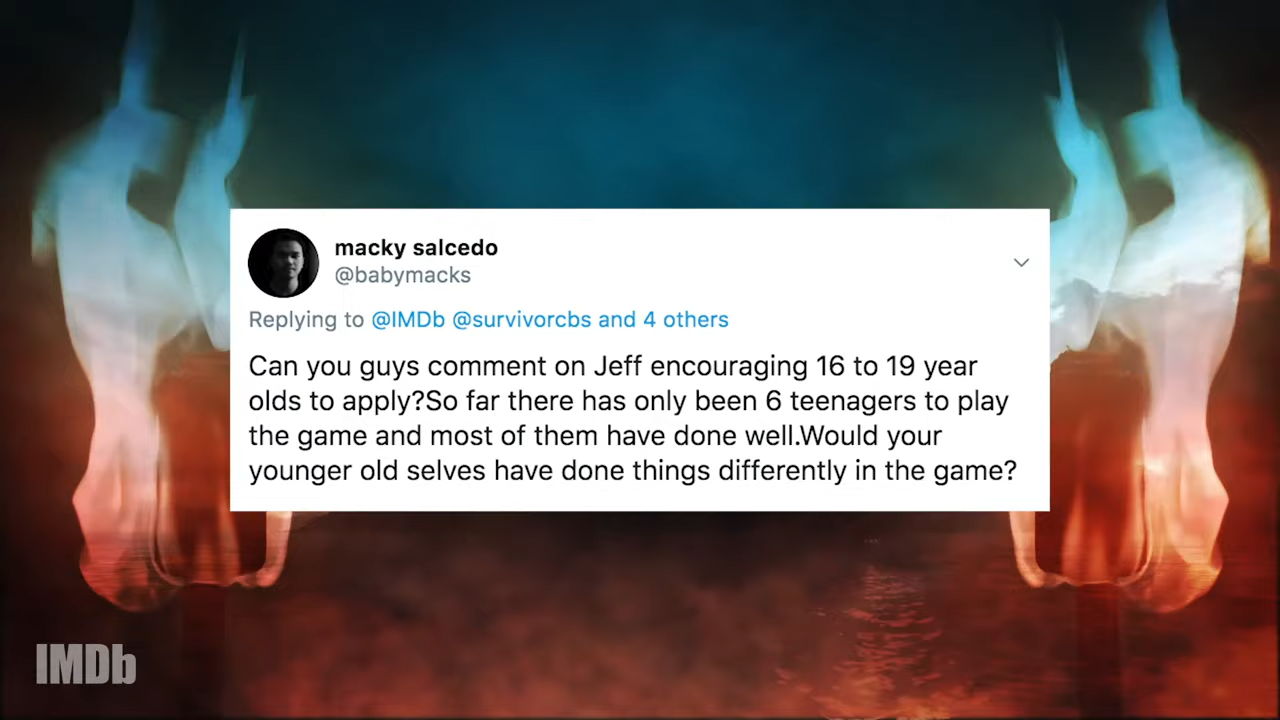 macky salcedo
@babymacks
Replying to @IMDb @survivorcbs and 4 others
Can you guys comment on Jeff encouraging 16 to 19 year
olds to apply?So far there has only been 6 teenagers to play
the game and most of them have done well.Would your
younger old selves have done things differently in the game?
IMDb